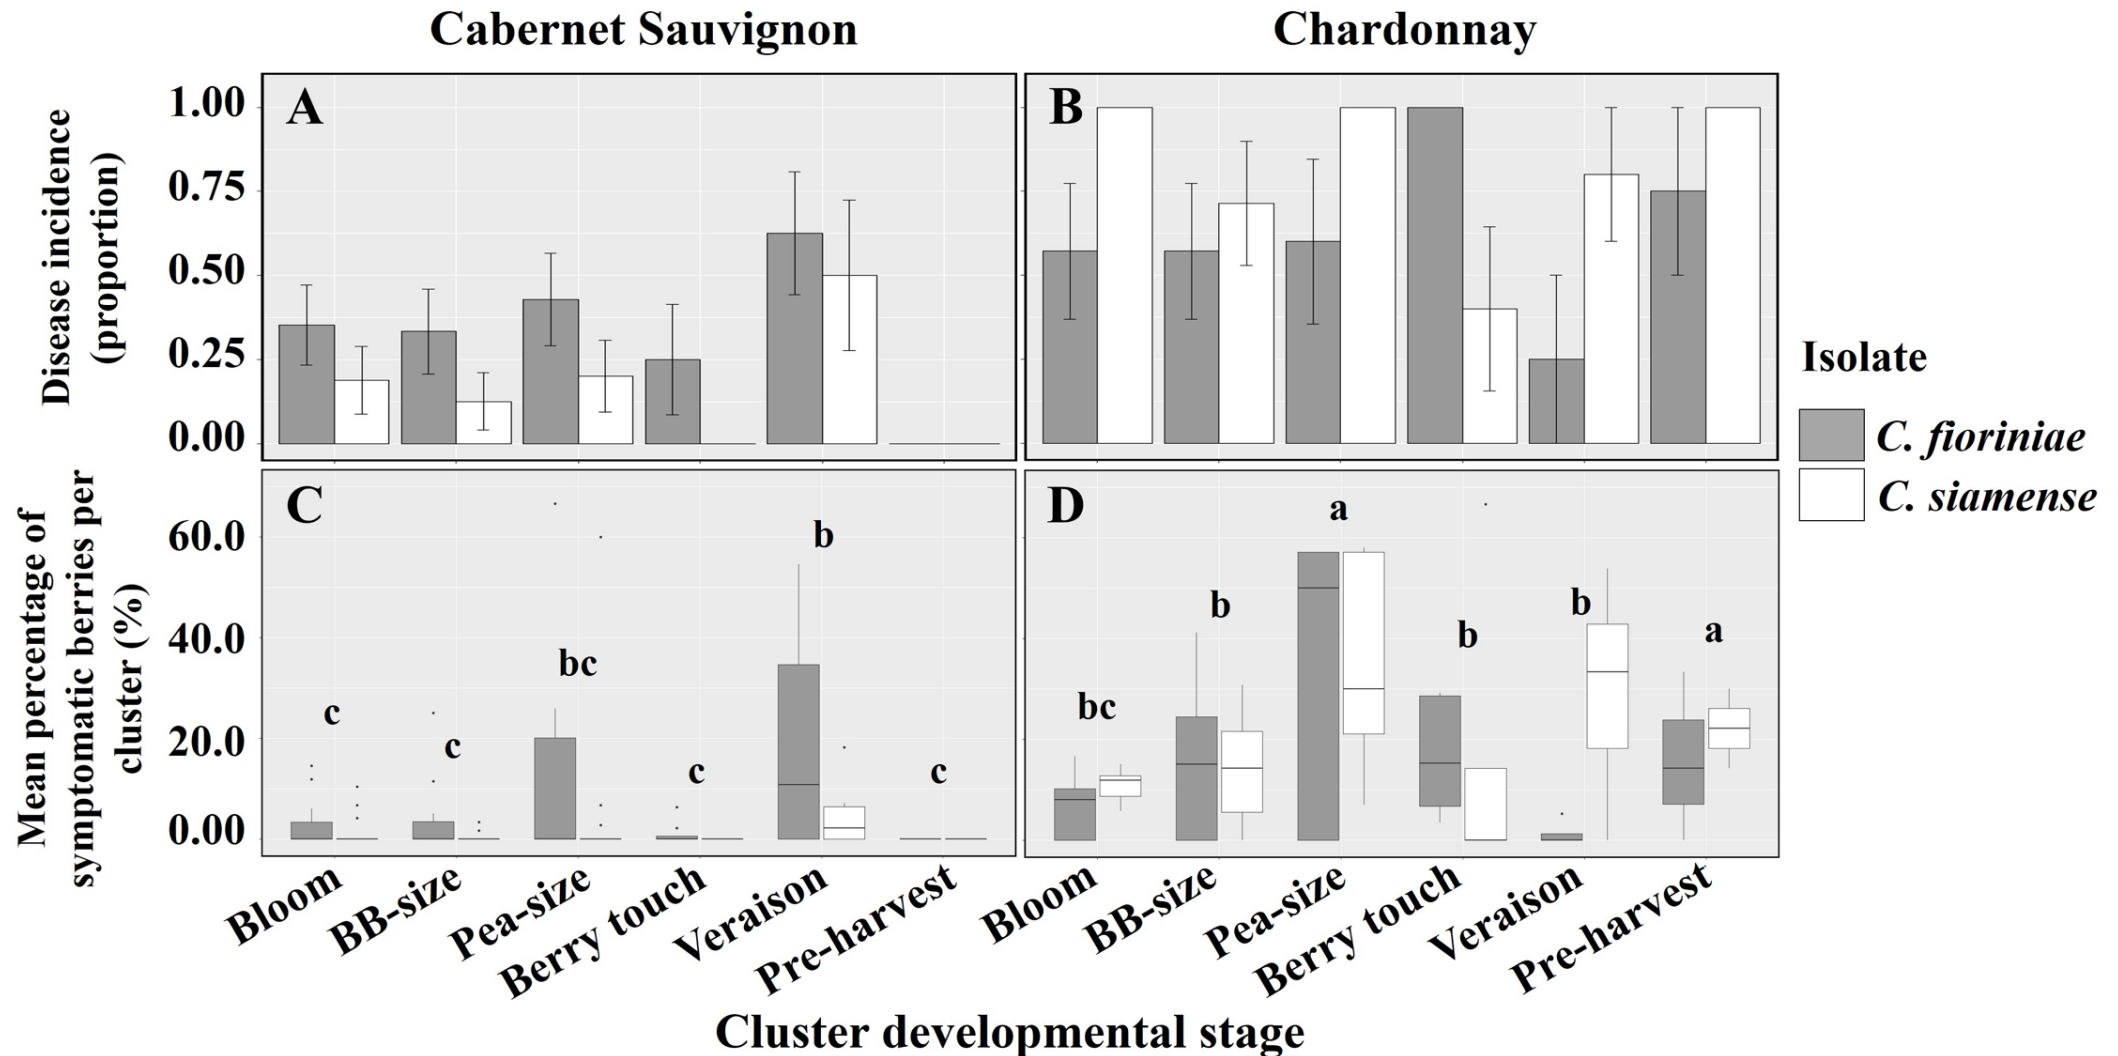 Cabernet Sauvignon
Chardonnay
Disease incidence
(proportion)
1.00
0.75
0.50
0.25
0.00
A
B
Isolate
C. fioriniae
C. siamense
Mean percentage of
symptomatic berries per
cluster (%)
60.0
40.0
20.0
0.00
C
c
c
bc
c
b
c
D
bc
b
a
b
b
a
Bloom
BB-size
Pea-size
Berry touch
Veraison
Pre-harvest
Bloom
BB-size
Pea-size
Berry touch
Veraison
Pre-harvest
Cluster developmental stage